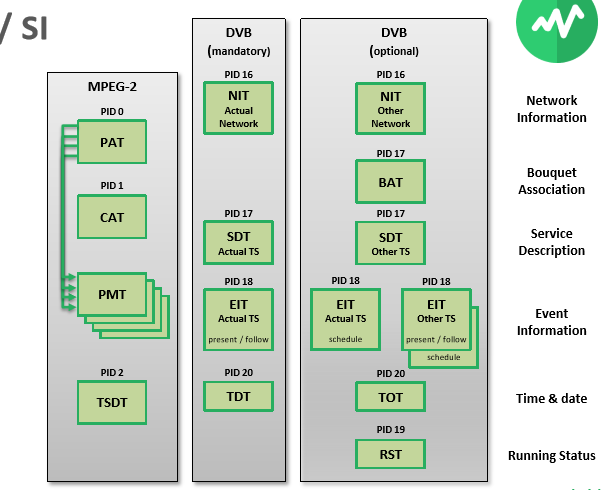 / SI
MPEG-2
PID 0
PAT
PID 1
CAT
PMT
PID 2
TSDT
DVB
(mandatory)
PID 16
NIT
Actual
Network
PID 17
SDT
Actual TS
PID 18
EIT
Actual TS
present / follow
PID 20
TDT
DVB
(optional)
PID 16
NIT
Other
Network
PID 17
BAT
PID 17
SDT
Other TS
PID 18
EIT
Actual TS
schedule
PID 18
EIT
Other TS
present / follow
schedule
PID 20
TOT
PID 19
RST
Network
Information
Bouquet
Association
Service
Description
Event
Information
Time & date
Running Status